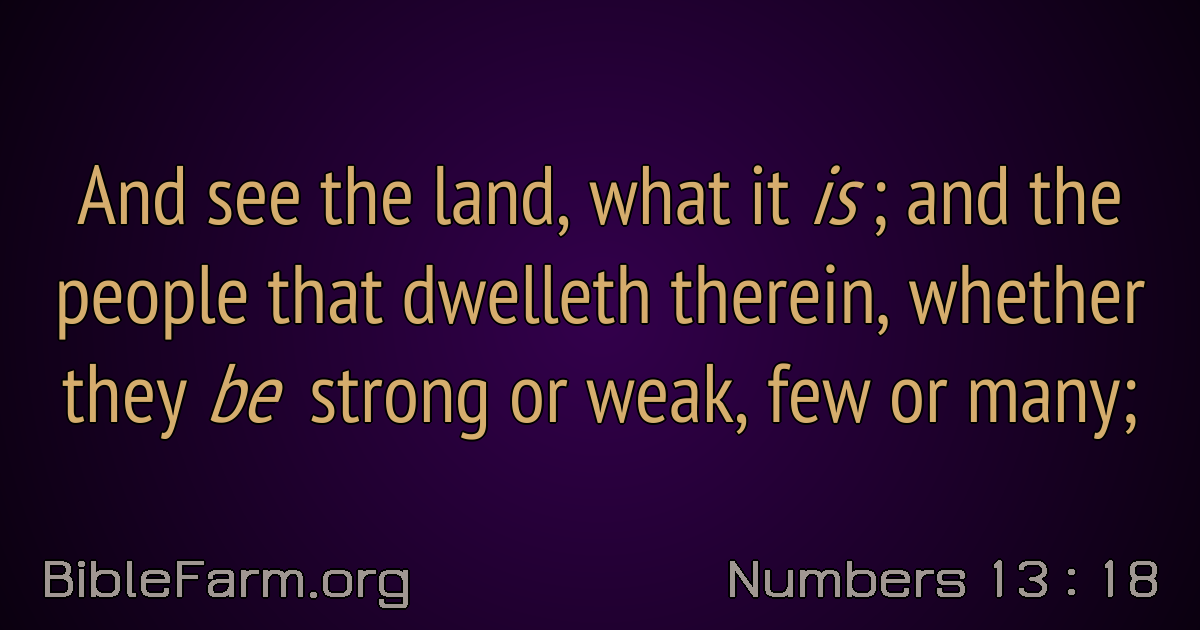 And see the land, what it is; and the
people that dwelleth therein, whether
they be strong or weak, few or many;
BibleFarm.org
Numbers 13:18